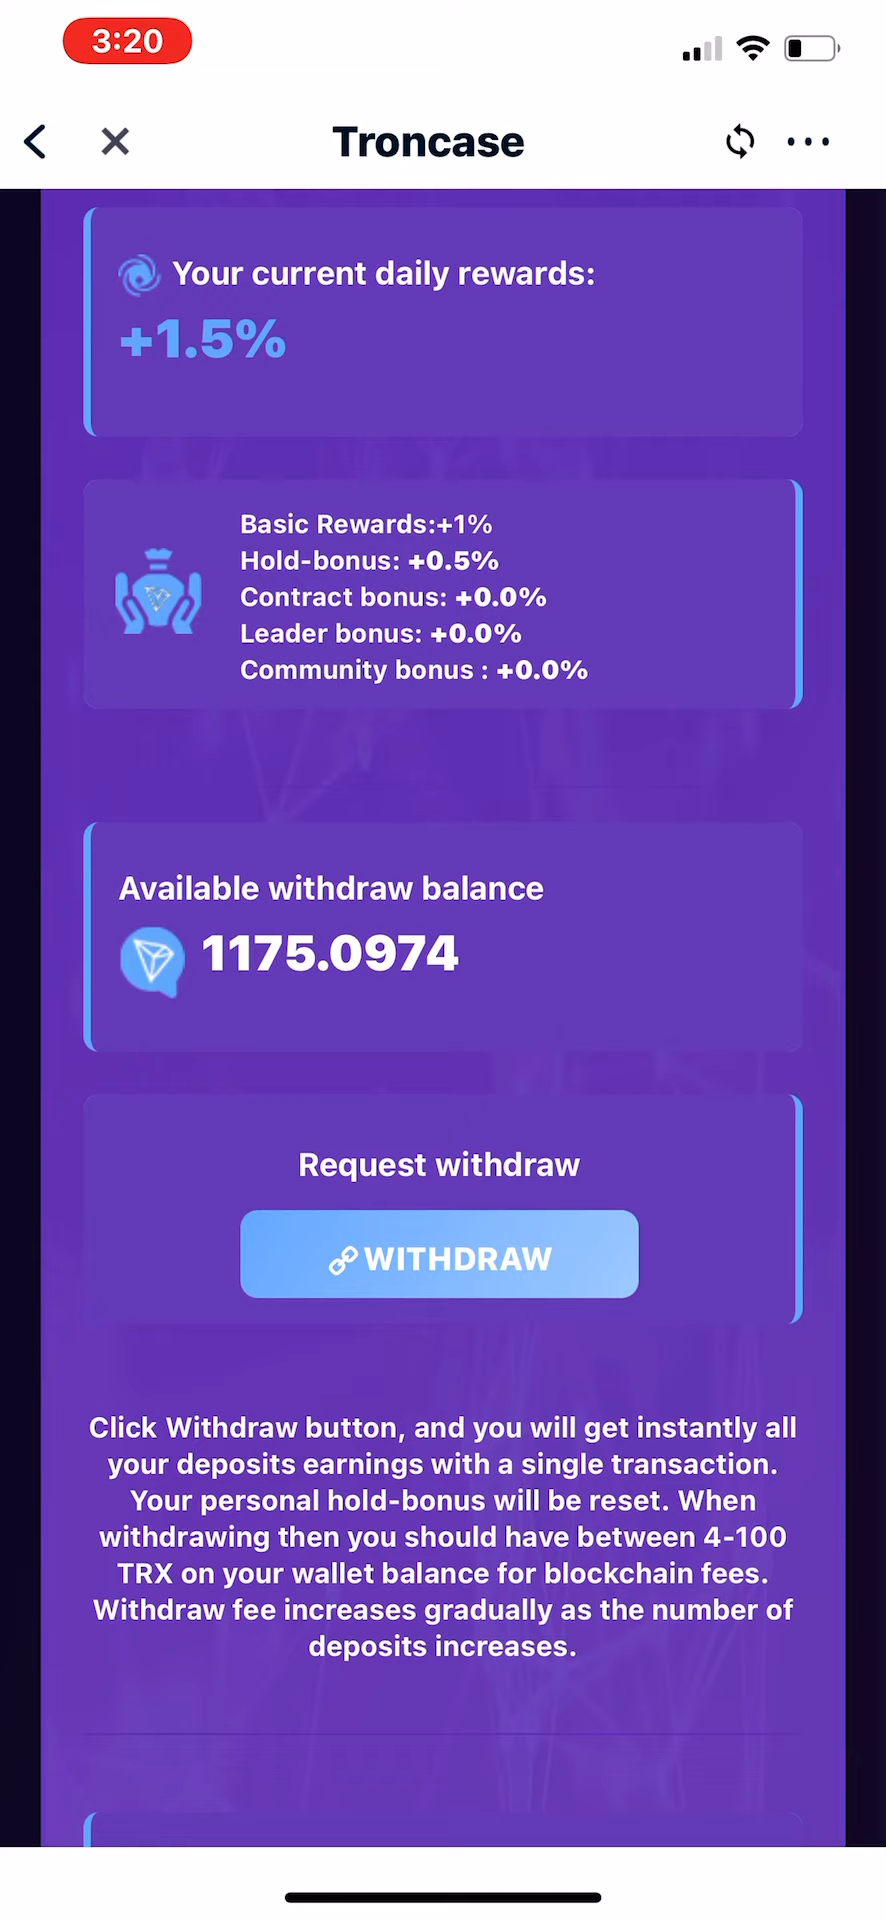 3:20
Troncase
Your current daily rewards:
+1.5%
Basic Rewards:+1%
Hold-bonus: +0.5%
Contract bonus: +0.0%
Leader bonus: +0.0%
Community bonus : +0.0%
Available withdraw balance
1175.0974
Request withdraw
WITHDRAW
Click Withdraw button, and you will get instantly all
your deposits earnings with a single transaction.
Your personal hold-bonus will be reset. When
withdrawing then you should have between 4-100
TRX on your wallet balance for blockchain fees.
Withdraw fee increases gradually as the number of
deposits increases.